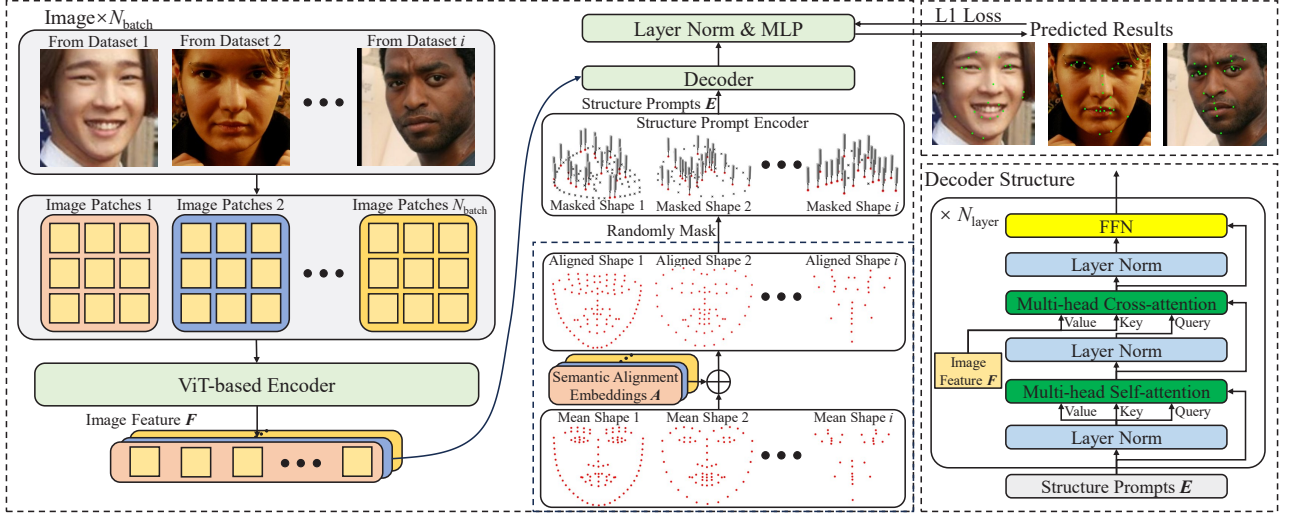 Image×N_batch
From Dataset 1
From Dataset 2
From Dataset i
Image Patches 1
Image Patches 2
Image Patches N_batch
ViT-based Encoder
Image Feature F
Layer Norm & MLP
Decoder
Structure Prompts E
Structure Prompt Encoder
Masked Shape 1
Masked Shape 2
Masked Shape i
Randomly Mask
Aligned Shape 1
Aligned Shape 2
Aligned Shape i
Semantic Alignment
Embeddings A
Mean Shape 1
Mean Shape 2
Mean Shape i
L1 Loss
Predicted Results
Decoder Structure
× N_layer
FFN
Layer Norm
Multi-head Cross-attention
Value
Key
Query
Layer Norm
Image
Feature F
Multi-head Self-attention
Value
Key
Query
Layer Norm
Structure Prompts E